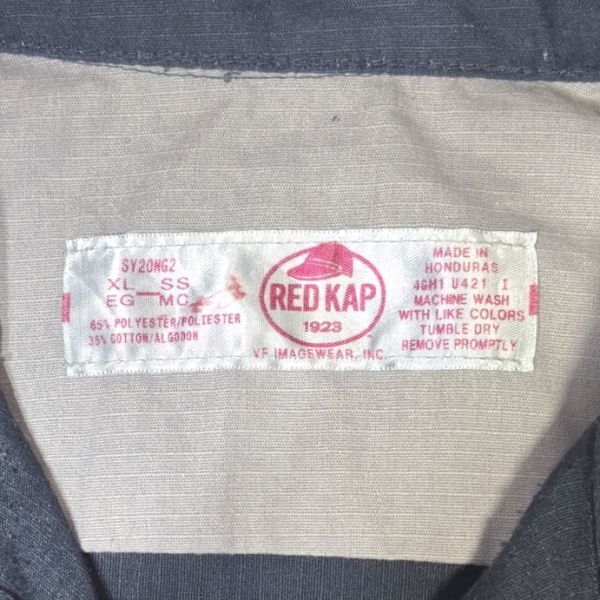 SY20NG2
XL-SS
EG-MC
65% POLYESTER/POLIESTER
35% COTTON/ALGODON
RED KAP
1923
VF IMAGEWEAR, INC.
MADE IN
HONDURAS
4GH1 U421 I
MACHINE WASH
WITH LIKE COLORS
TUMBLE DRY
REMOVE PROMPTLY